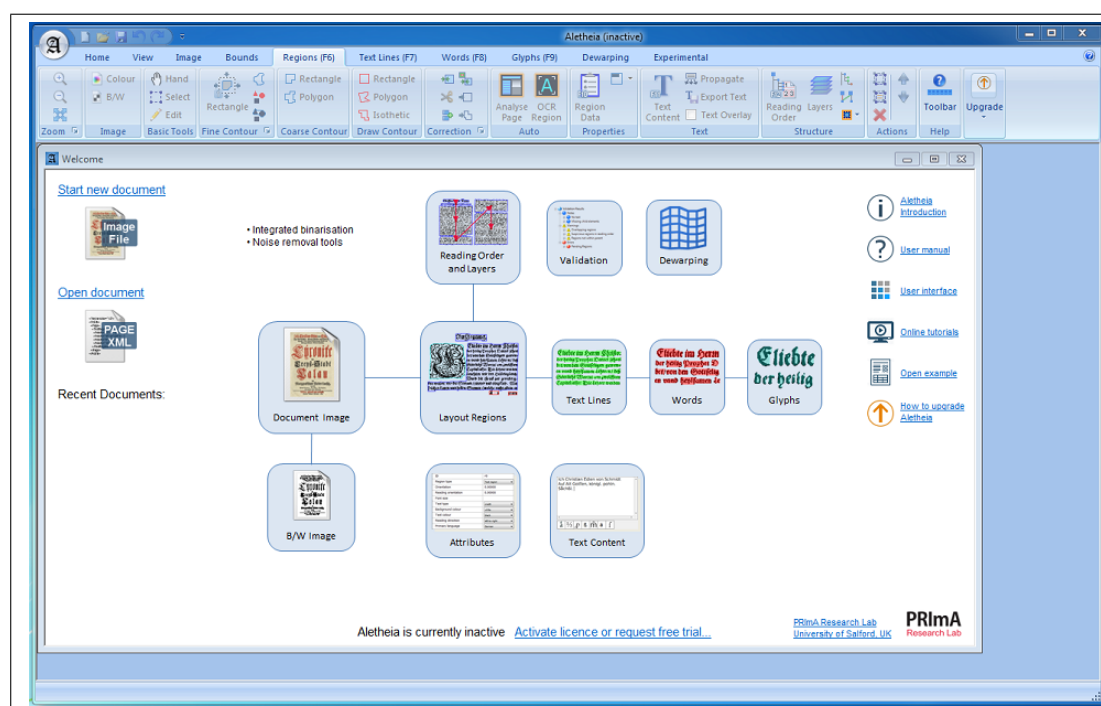 Aletheia (inactive)
Home View Image Bounds Regions (F6) Text Lines (F7) Words (F8) Glyphs (F9) Dewarping Experimental
Colour Hand Rectangle Rectangle Propagate
B/W Select Polygon Polygon Export Text
Edit Isothetic Text Overlay
Rectangle
Analyse Page
OCR Region
Region Data
Text Content
Reading Order
Layers
Toolbar
Upgrade
Zoom Image Basic Tools Fine Contour Coarse Contour Draw Contour Correction Auto Properties Text Structure Actions Help
Welcome
Start new document
Image
File
Open document
PAGE
XML
Recent Documents:
• Integrated binarisation
• Noise removal tools
Reading Order
and Layers
Validation
Dewarping
Document Image
Layout Regions
Text Lines
Words
Eliebte
der heilig
Glyphs
B/W Image
Attributes
Text Content
Aletheia
Introduction
User manual
User interface
Online tutorials
Open example
How to upgrade
Aletheia
Aletheia is currently inactive Activate licence or request free trial...
PRImA Research Lab
University of Salford, UK
PRImA
Research Lab